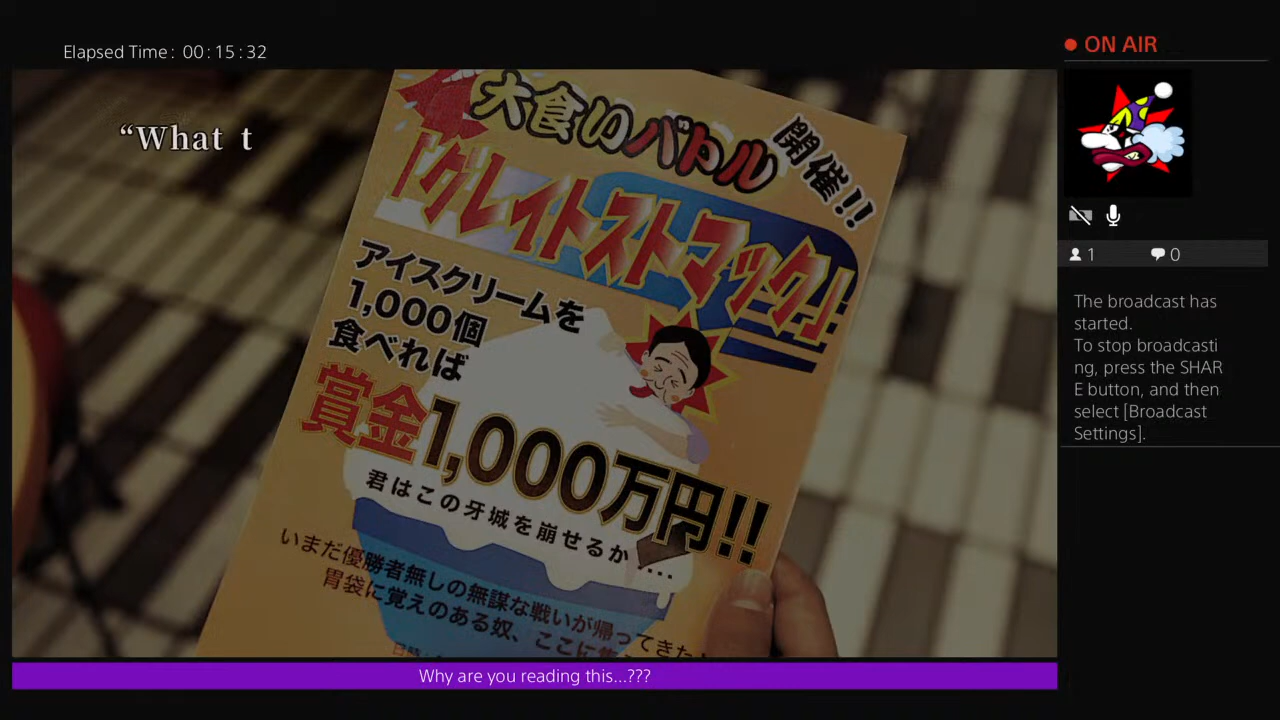 Elapsed Time: 00:15:32
ON AIR
"What t
大食いバトル
開催!!
「グレイトストマック」
アイスクリームを
1,000個
食べれば
賞金1,000万円!!
君はこの牙城を崩せるか....
いまだ優勝者無しの無謀な戦いが帰ってきた
胃袋に覚えのある奴、ここに
1
0
The broadcast has
started.
To stop broadcasti
ng, press the SHAR
E button, and then
select [Broadcast
Settings].
Why are you reading this...???